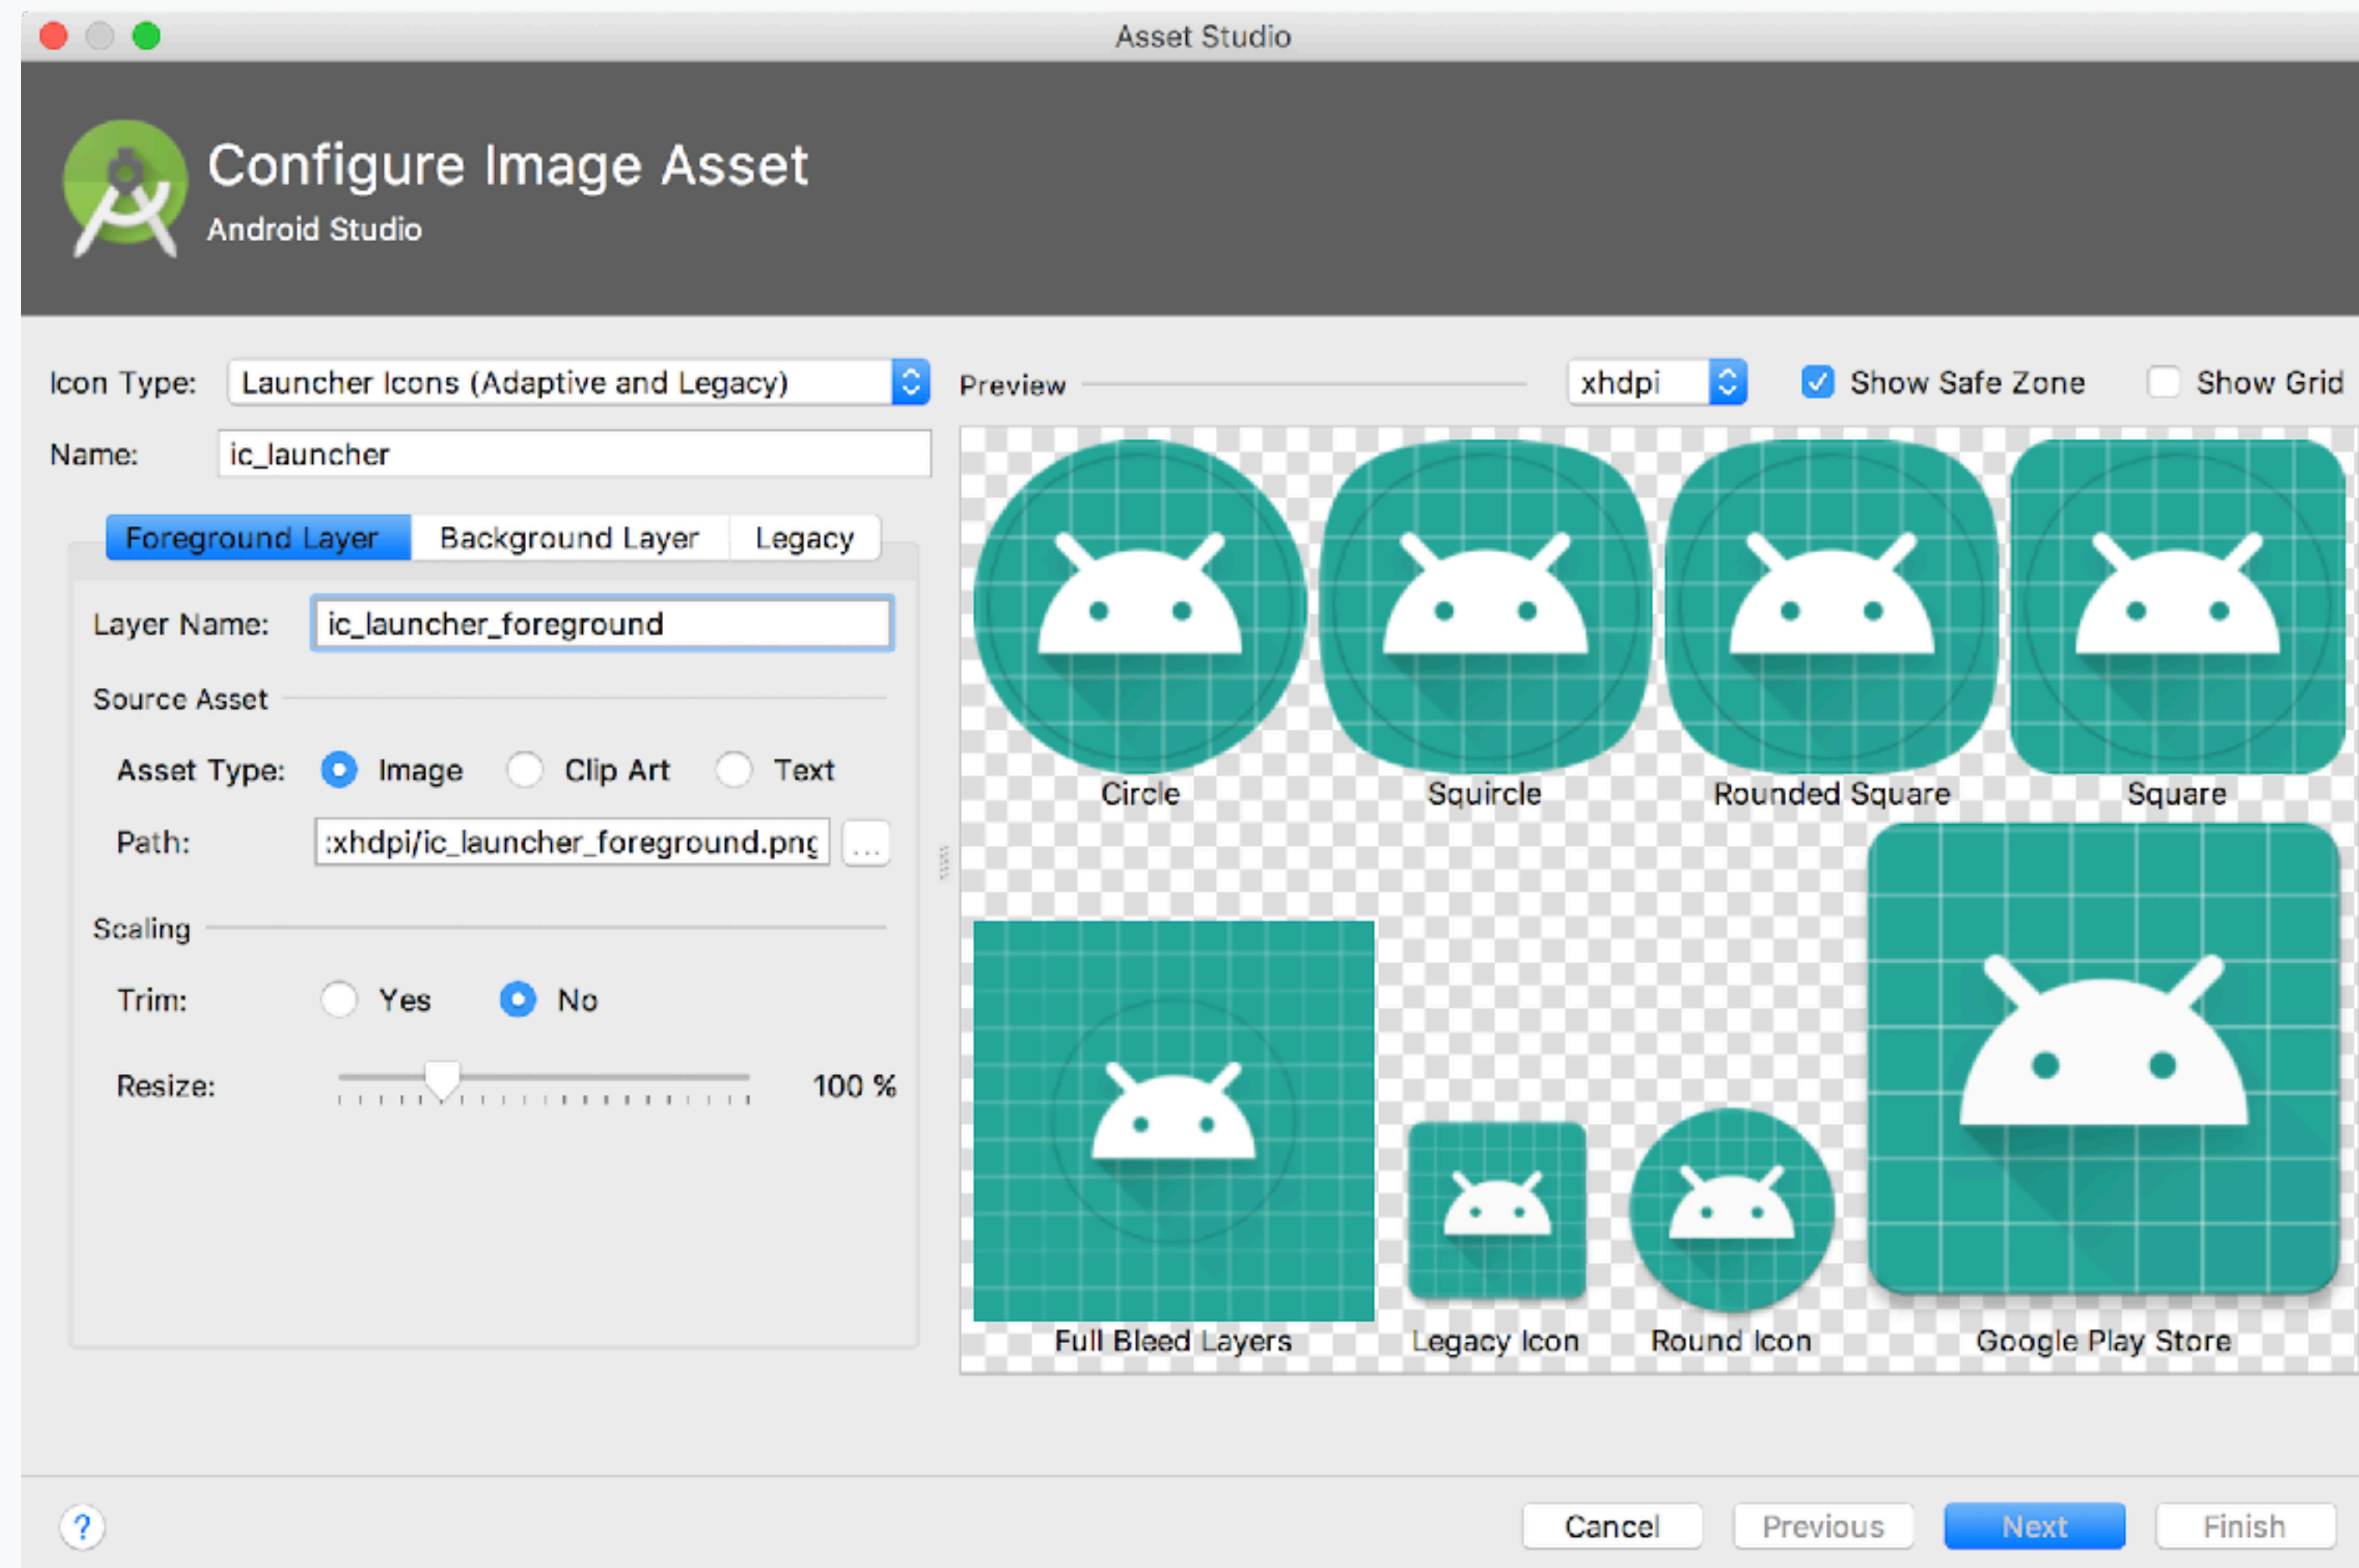 Asset Studio
Configure Image Asset
Android Studio
Icon Type: Launcher Icons (Adaptive and Legacy)
Name: ic_launcher
Foreground Layer Background Layer Legacy
Layer Name: ic_launcher_foreground
Source Asset
Asset Type: Image Clip Art Text
Path: :xhdpi/ic_launcher_foreground.png ...
Scaling
Trim: Yes No
Resize: 100 %
Preview xhdpi Show Safe Zone Show Grid
Circle Squircle Rounded Square Square
Full Bleed Layers Legacy Icon Round Icon Google Play Store
? Cancel Previous Next Finish